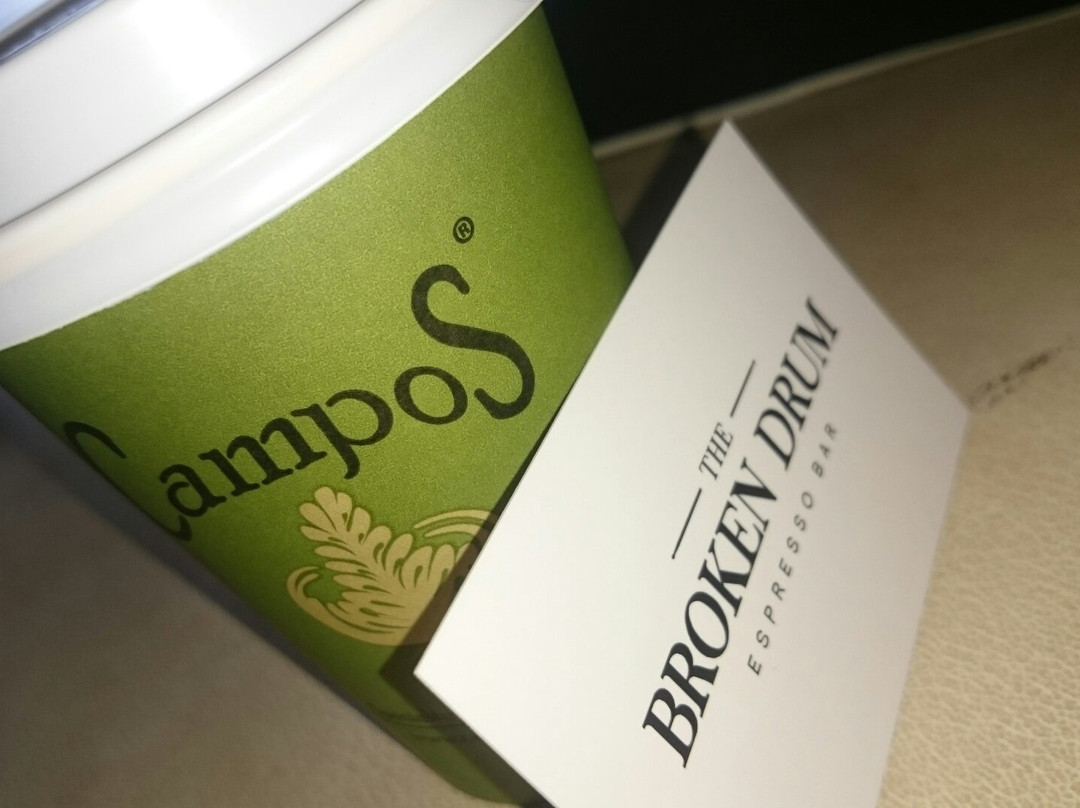 CampoS®
THE
BROKEN DRUM
ESPRESSO BAR